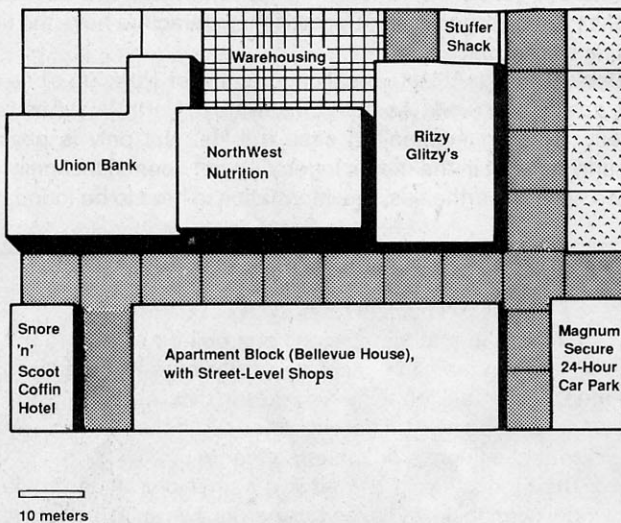 Stuffer
Shack
Warehousing
Union Bank
NorthWest
Nutrition
Ritzy
Glitzy's
Snore
'n'
Scoot
Coffin
Hotel
Apartment Block (Bellevue House),
with Street-Level Shops
Magnum
Secure
24-Hour
Car Park
10 meters